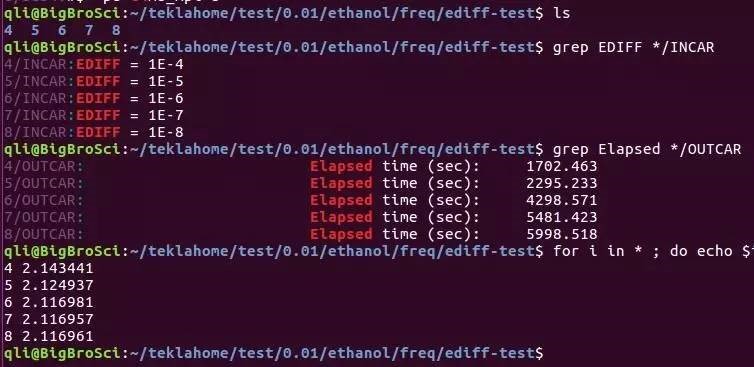 qli@BigBroSci:~/teklahome/test/0.01/ethanol/freq/ediff-test$ ls
4 5 6 7 8
qli@BigBroSci:~/teklahome/test/0.01/ethanol/freq/ediff-test$ grep EDIFF */INCAR
4/INCAR:EDIFF = 1E-4
5/INCAR:EDIFF = 1E-5
6/INCAR:EDIFF = 1E-6
7/INCAR:EDIFF = 1E-7
8/INCAR:EDIFF = 1E-8
qli@BigBroSci:~/teklahome/test/0.01/ethanol/freq/ediff-test$ grep Elapsed */OUTCAR
4/OUTCAR: Elapsed time (sec): 1702.463
5/OUTCAR: Elapsed time (sec): 2295.233
6/OUTCAR: Elapsed time (sec): 4298.571
7/OUTCAR: Elapsed time (sec): 5481.423
8/OUTCAR: Elapsed time (sec): 5998.518
qli@BigBroSci:~/teklahome/test/0.01/ethanol/freq/ediff-test$ for i in * ; do echo
4 2.143441
5 2.124937
6 2.116981
7 2.116957
8 2.116961
qli@BigBroSci:~/teklahome/test/0.01/ethanol/freq/ediff-test$